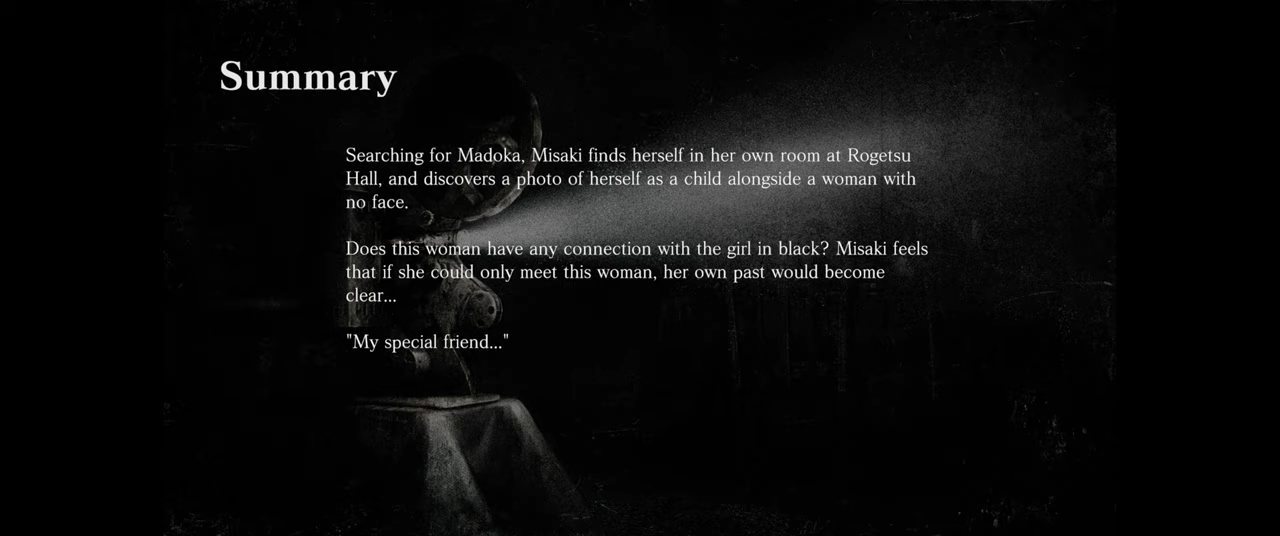 Summary
Searching for Madoka, Misaki finds herself in her own room at Rogetsu
Hall, and discovers a photo of herself as a child alongside a woman with
no face.
Does this woman have any connection with the girl in black? Misaki feels
that if she could only meet this woman, her own past would become
clear...
"My special friend..."